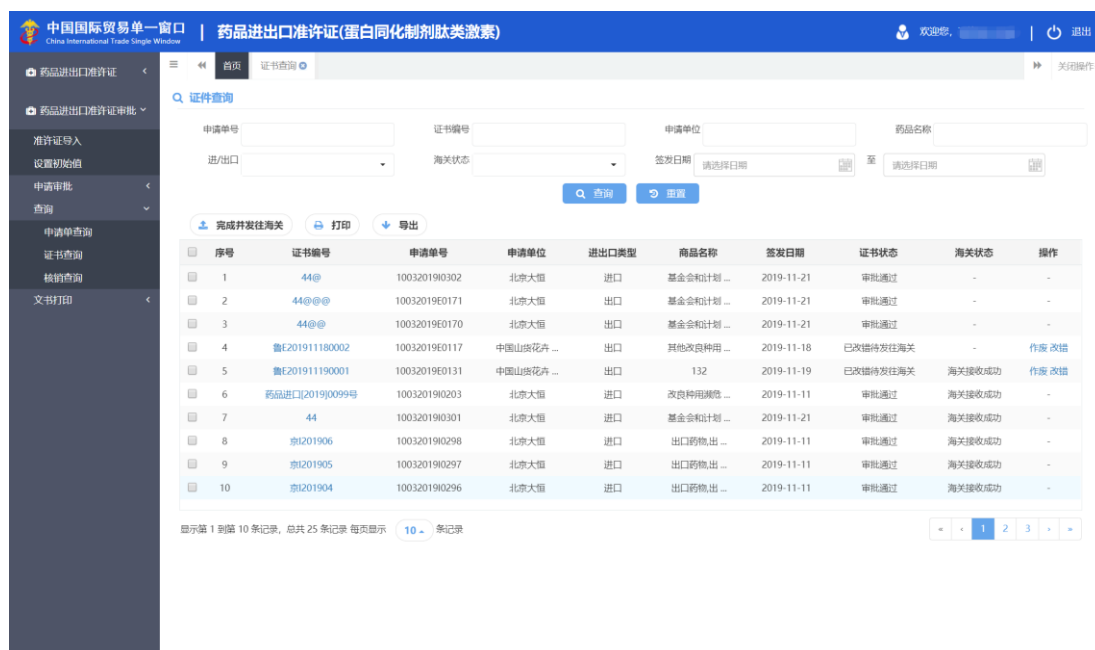 中国国际贸易单一窗口 | 药品进出口准许证(蛋白同化制剂肽类激素) 欢迎您, 退出
China International Trade Single Window
药品进出口准许证
首页 证书查询 关闭操作
药品进出口准许证审批
准许证导入
设置初始值
申请审批
查询
申请单查询
证书查询
核销查询
文书打印
证件查询
申请单号 证书编号 申请单位 药品名称
进/出口 海关状态 签发日期 请选择日期 至 请选择日期
查询 重置
完成并发往海关 打印 导出
序号 证书编号 申请单号 申请单位 进出口类型 商品名称 签发日期 证书状态 海关状态 操作
1 44@ 10032019I0302 北京大恒 进口 基金会和计划 ... 2019-11-21 审批通过 - -
2 44@@@ 10032019E0171 北京大恒 出口 基金会和计划 ... 2019-11-21 审批通过 - -
3 44@@ 10032019E0170 北京大恒 出口 基金会和计划 ... 2019-11-21 审批通过 - -
4 鲁E201911180002 10032019E0117 中国山货花卉 ... 出口 其他改良种用 ... 2019-11-18 已改错待发往海关 - 作废 改错
5 鲁E201911190001 10032019E0131 中国山货花卉 ... 出口 132 2019-11-19 已改错待发往海关 海关接收成功 作废 改错
6 药品进口[2019]0099号 10032019I0203 北京大恒 进口 改良种用濒危 ... 2019-11-11 审批通过 海关接收成功 -
7 44 10032019I0301 北京大恒 进口 基金会和计划 ... 2019-11-21 审批通过 海关接收成功 -
8 京I201906 10032019I0298 北京大恒 进口 出口药物,出 ... 2019-11-11 审批通过 海关接收成功 -
9 京I201905 10032019I0297 北京大恒 进口 出口药物,出 ... 2019-11-11 审批通过 海关接收成功 -
10 京I201904 10032019I0296 北京大恒 进口 出口药物,出 ... 2019-11-11 审批通过 海关接收成功 -
显示第 1 到第 10 条记录, 总共 25 条记录 每页显示 10 条记录
« ‹ 1 2 3 › »